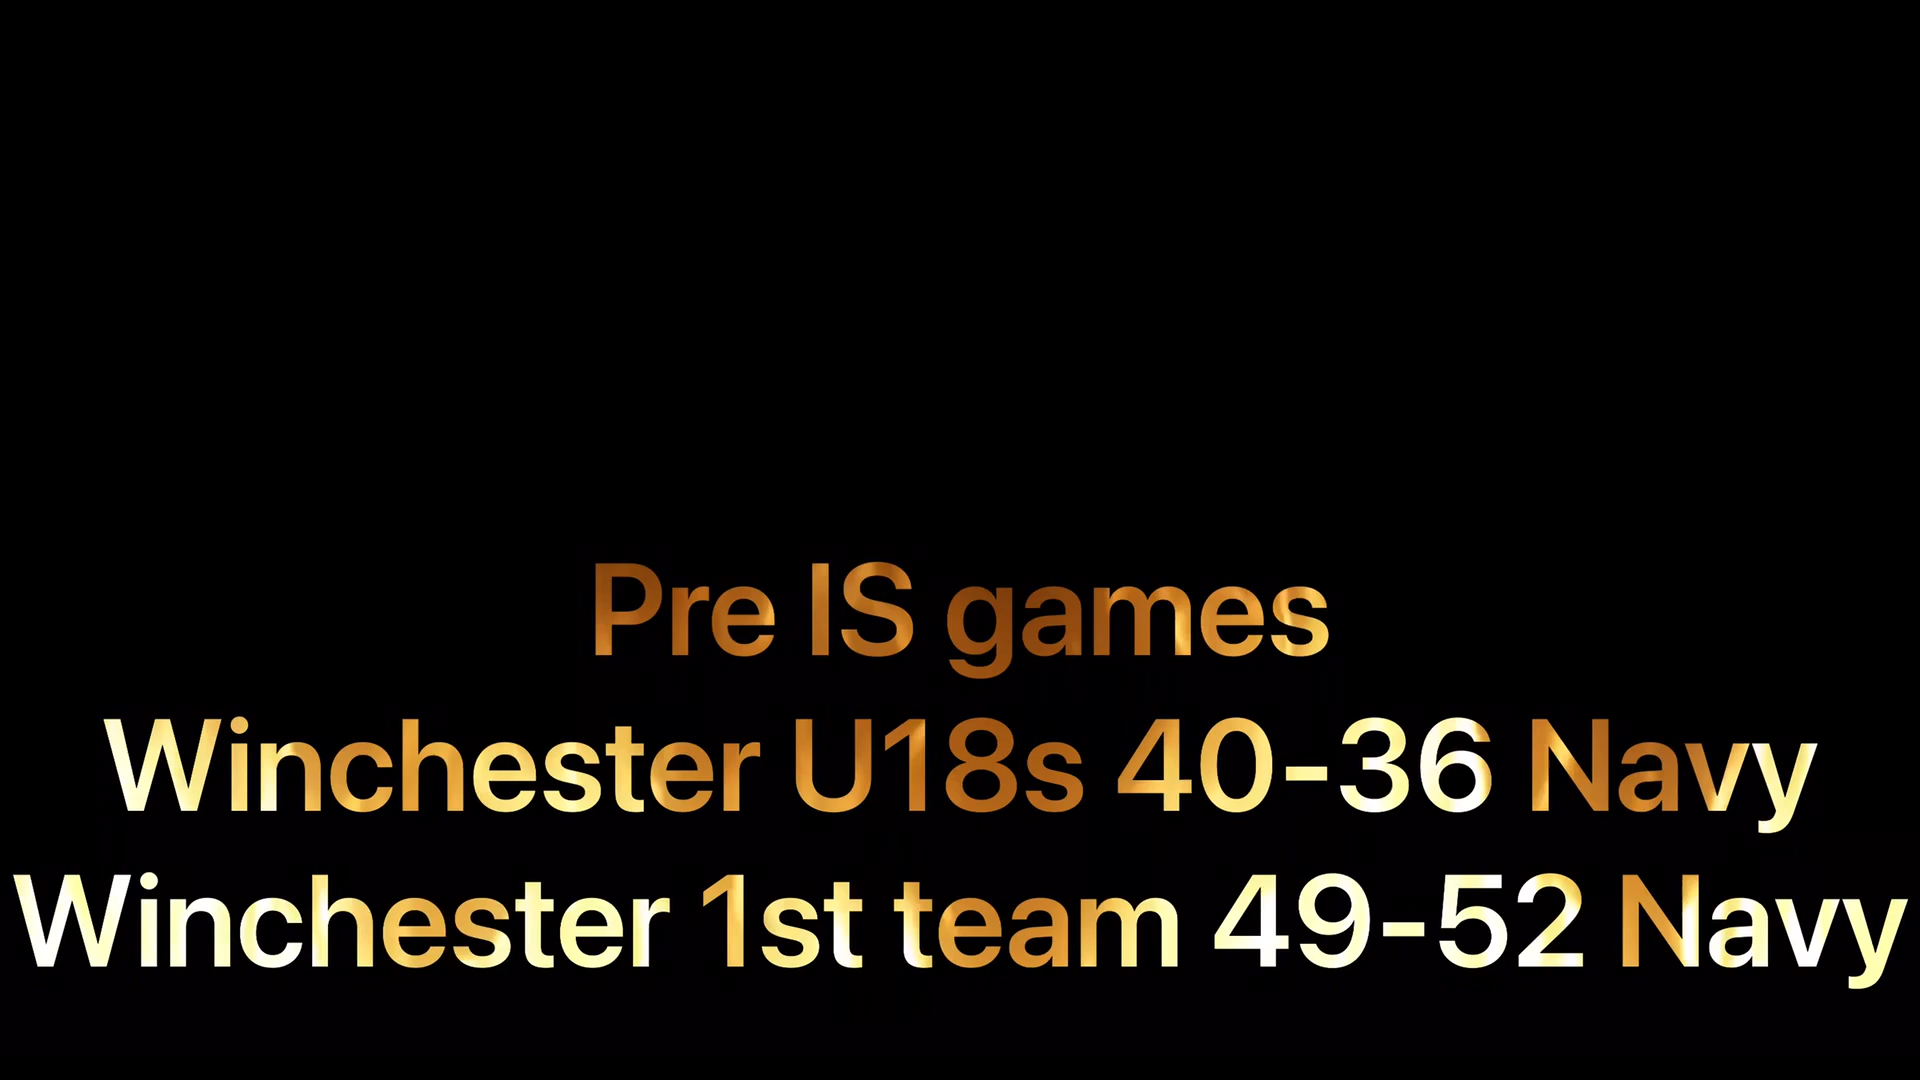 Pre IS games
Winchester U18s 40-36 Navy
Winchester 1st team 49-52 Navy